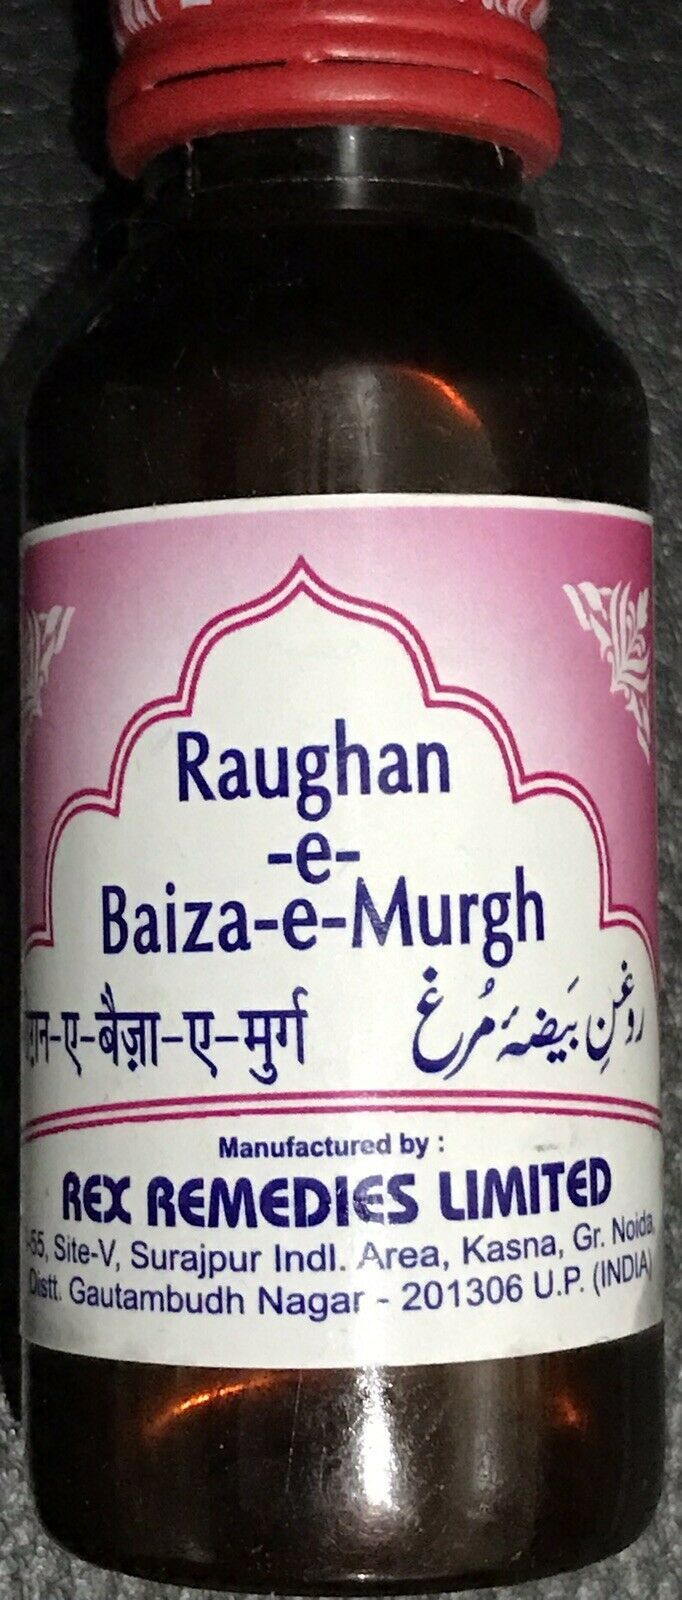 Raughan
-e-
Baiza-e-Murgh
-ए-बैज़ा-ए-मुर्ग
روغنِ بَیضۂ مُرغ
Manufactured by :
REX REMEDIES LIMITED
-55, Site-V, Surajpur Indl. Area, Kasna, Gr. Noida,
Distt. Gautambudh Nagar - 201306 U.P. (INDIA)